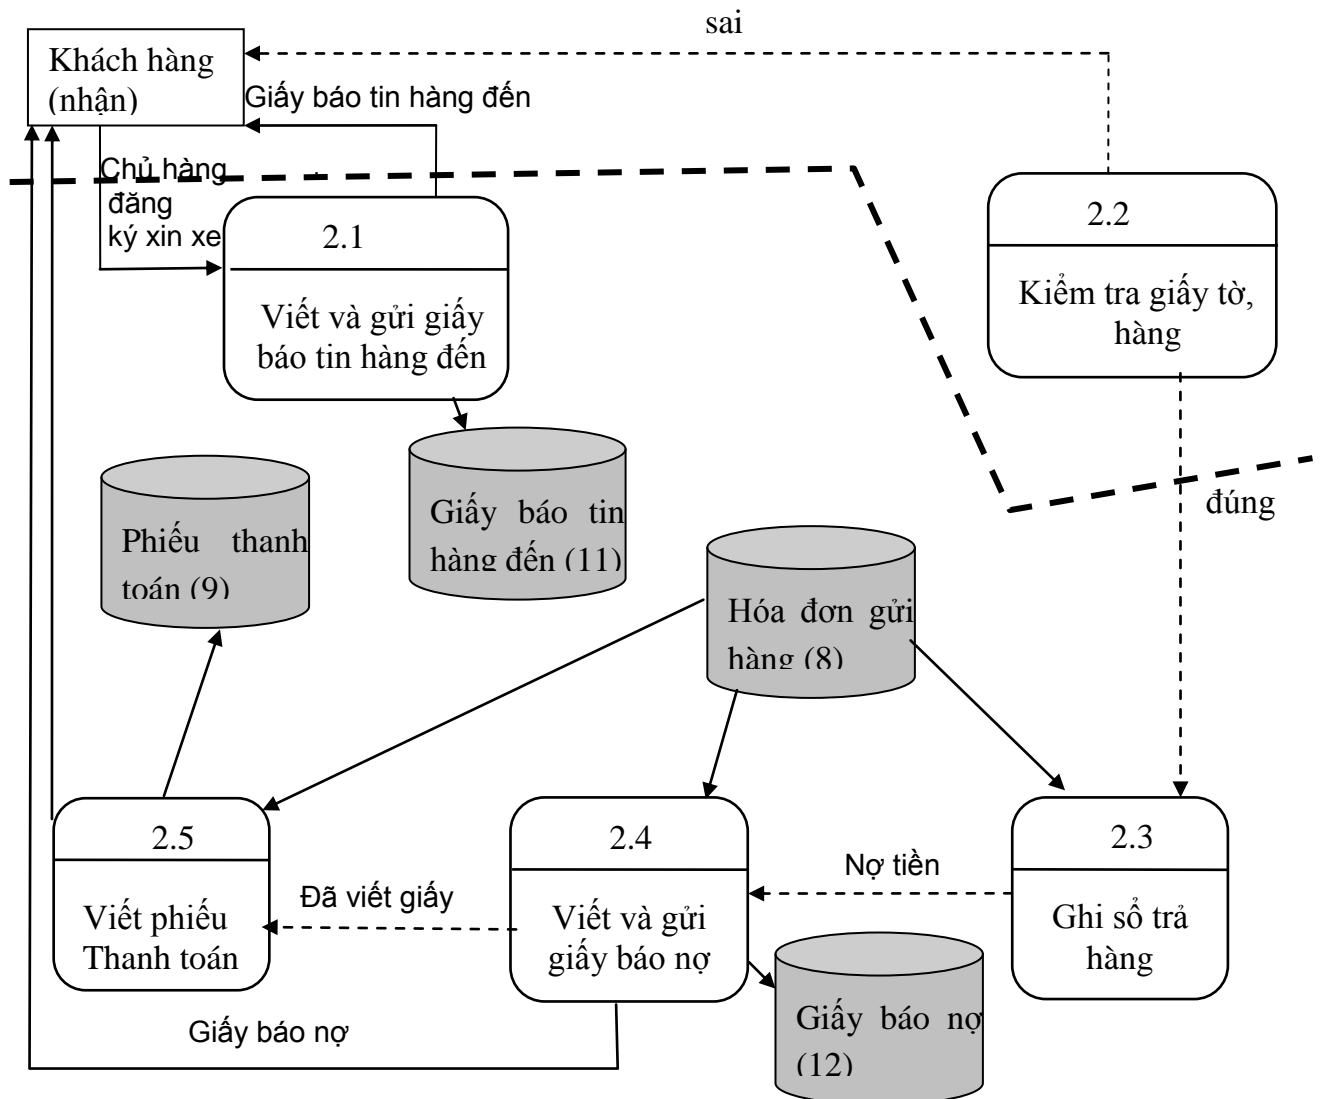 sai
Khách hàng
(nhận)
Giấy báo tin hàng đến
Chủ hàng
đăng
ký xin xe
2.1
Viết và gửi giấy
báo tin hàng đến
2.2
Kiểm tra giấy tờ,
hàng
đúng
Giấy báo tin
hàng đến (11)
Phiếu thanh
toán (9)
Hóa đơn gửi
hàng (8)
2.5
Viết phiếu
Thanh toán
Đã viết giấy
2.4
Viết và gửi
giấy báo nợ
Nợ tiền
2.3
Ghi sổ trả
hàng
Giấy báo nợ
(12)
Giấy báo nợ